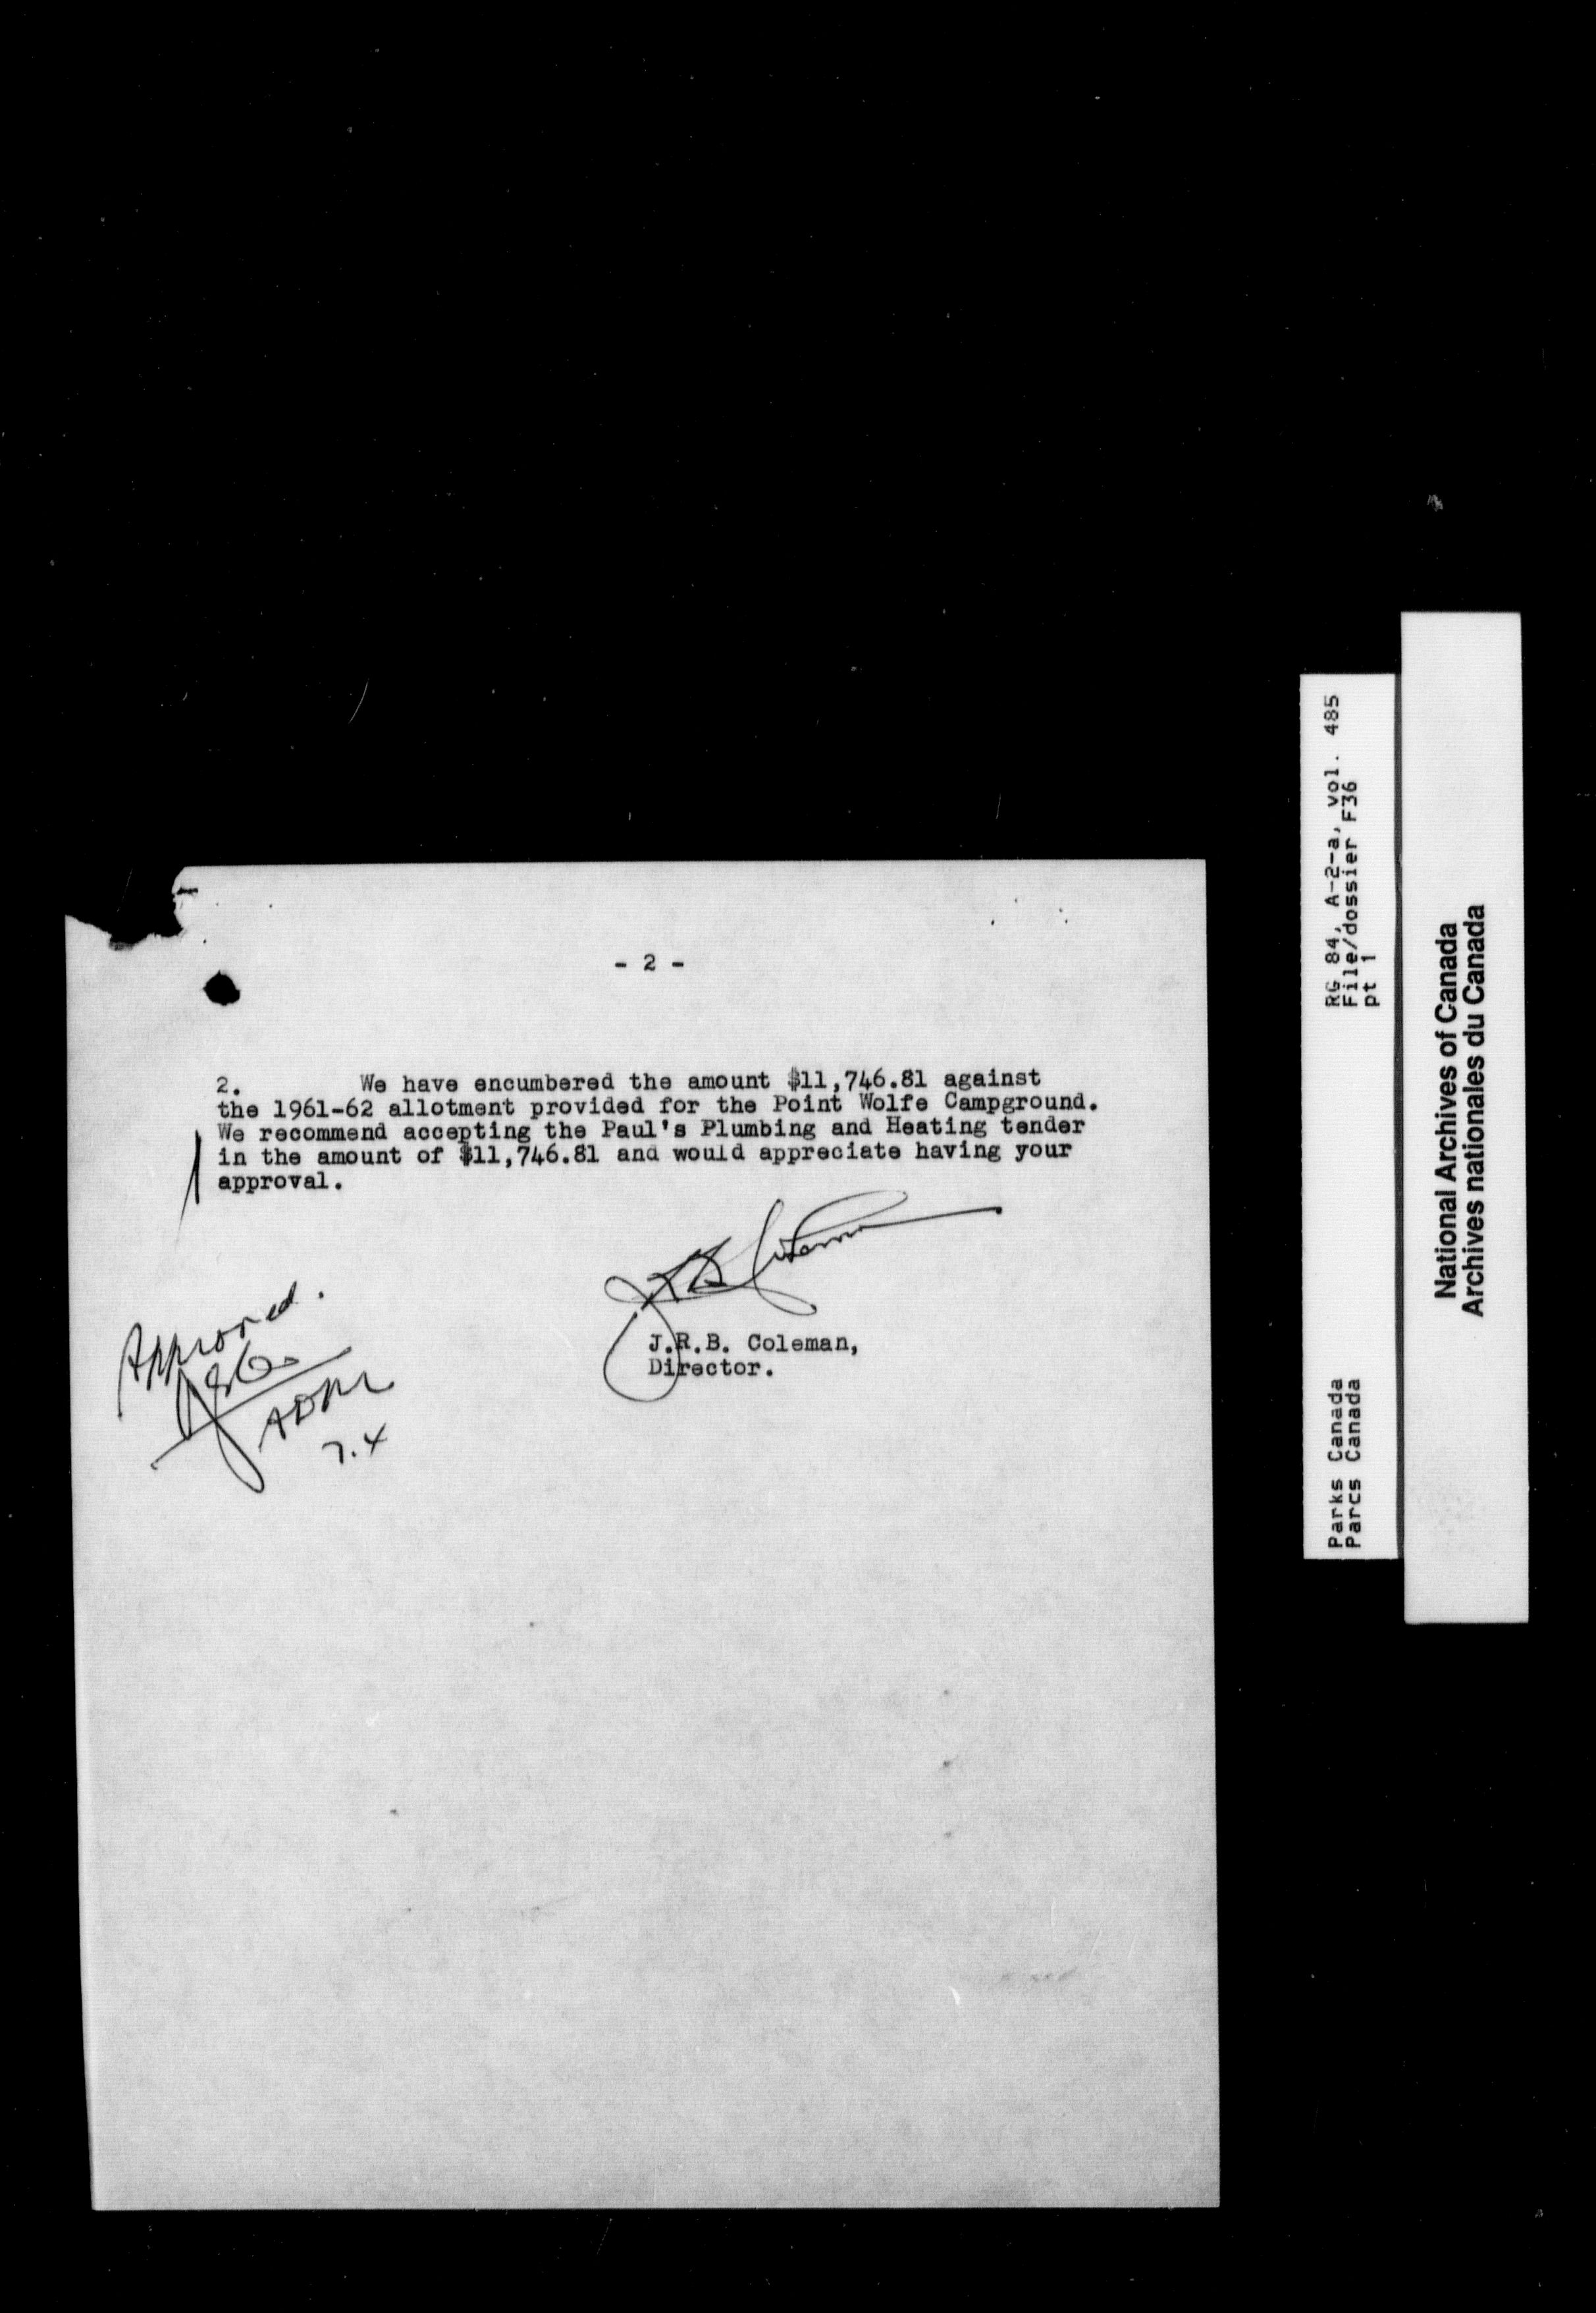 - 2 -
2. We have encumbered the amount $11,746.81 against
the 1961-62 allotment provided for the Point Wolfe Campground.
We recommend accepting the Paul's Plumbing and Heating tender
in the amount of $11,746.81 and would appreciate having your
approval.
J.R.B. Coleman,
Director.
Approved.
7.4
RG 84, A-2-a, vol. 485
File/dossier F36
pt 1
Parks Canada
Parcs Canada
National Archives of Canada
Archives nationales du Canada